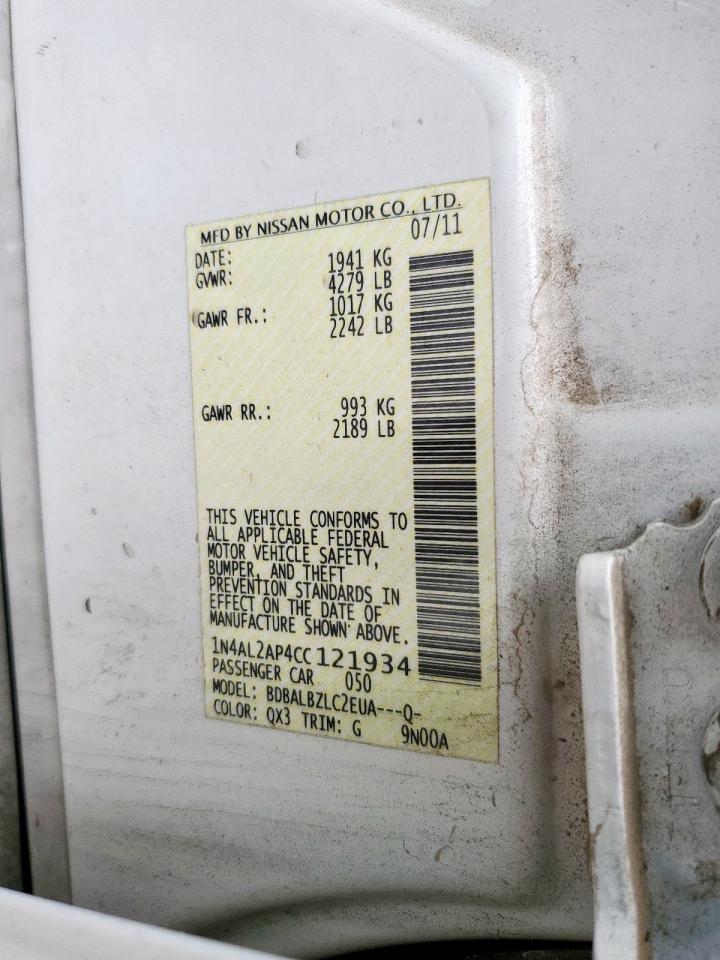 MFD BY NISSAN MOTOR CO., LTD.
DATE: 07/11
GVWR: 1941 KG
4279 LB
GAWR FR.: 1017 KG
2242 LB
GAWR RR.: 993 KG
2189 LB
THIS VEHICLE CONFORMS TO
ALL APPLICABLE FEDERAL
MOTOR VEHICLE SAFETY,
BUMPER, AND THEFT
PREVENTION STANDARDS IN
EFFECT ON THE DATE OF
MANUFACTURE SHOWN ABOVE.
1N4AL2AP4CC121934
PASSENGER CAR 050
MODEL: BDBALBZLC2EUA---Q-
COLOR: QX3 TRIM: G 9N00A